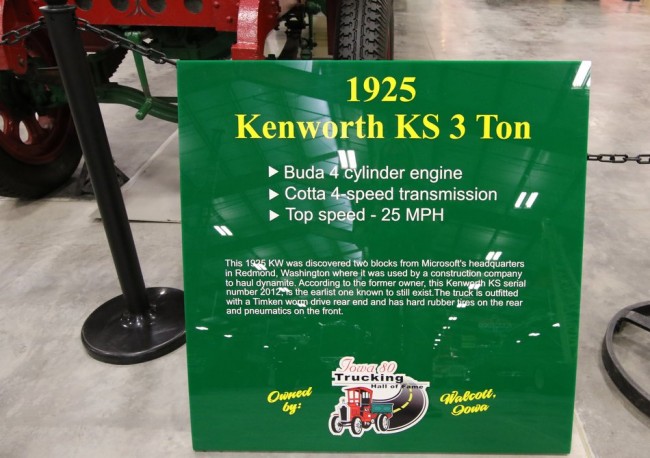 1925
Kenworth KS 3 Ton
Buda 4 cylinder engine
Cotta 4-speed transmission
Top speed - 25 MPH
This 1925 KW was discovered two blocks from Microsoft's headquarters
in Redmond, Washington where it was used by a construction company
to haul dynamite. According to the former owner, this Kenworth KS serial
number 2012, is the earlist one known to still exist.The truck is outfitted
with a Timken worm drive rear end and has hard rubber tires on the rear
and pneumatics on the front.
Iowa 80
Trucking
Hall of Fame
Owned
by:
Walcott,
Iowa